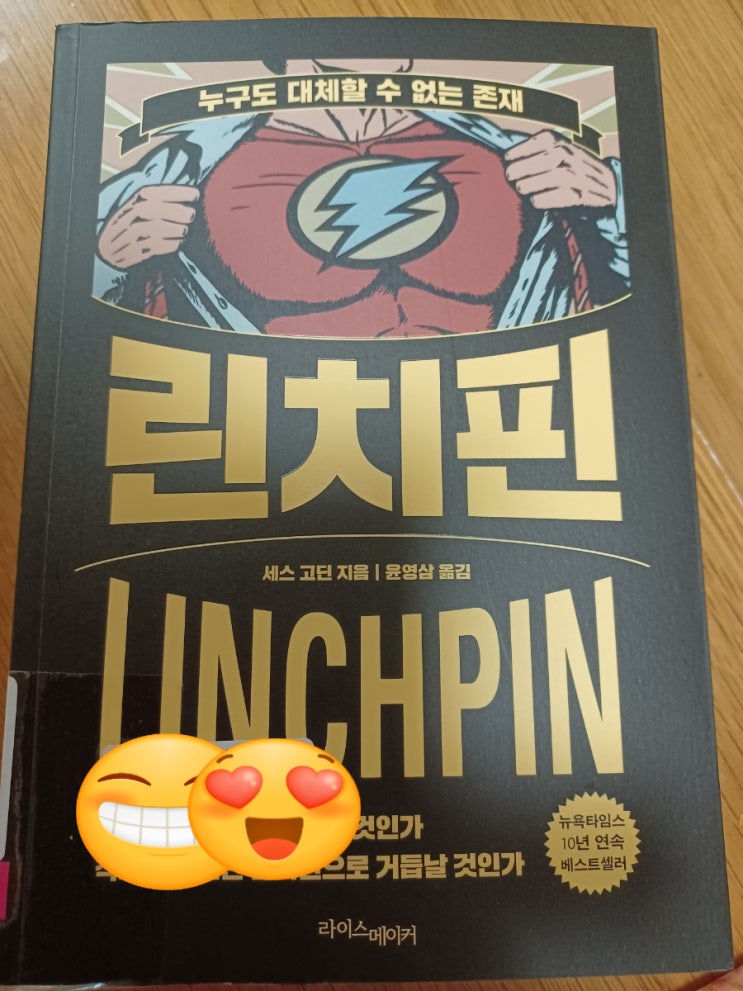 누구도 대체할 수 없는 존재
린치핀
세스 고딘 지음 | 윤영삼 옮김
LINCHPIN
것인가
으로 거듭날 것인가
뉴욕타임스
10년 연속
베스트셀러
라이스메이커